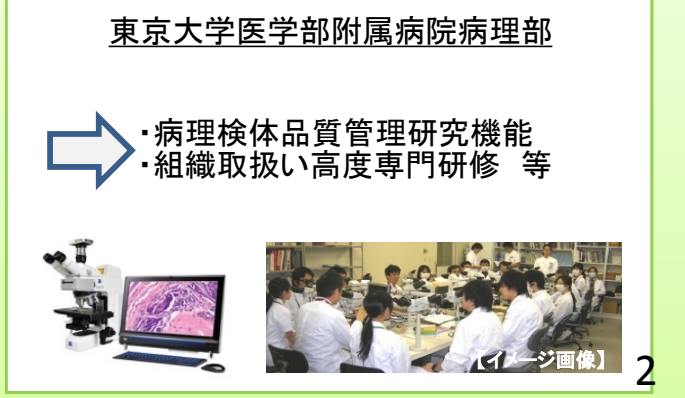 東京大学医学部附属病院病理部
・病理検体品質管理研究機能
・組織取扱い高度専門研修　等
【イメージ画像】
2